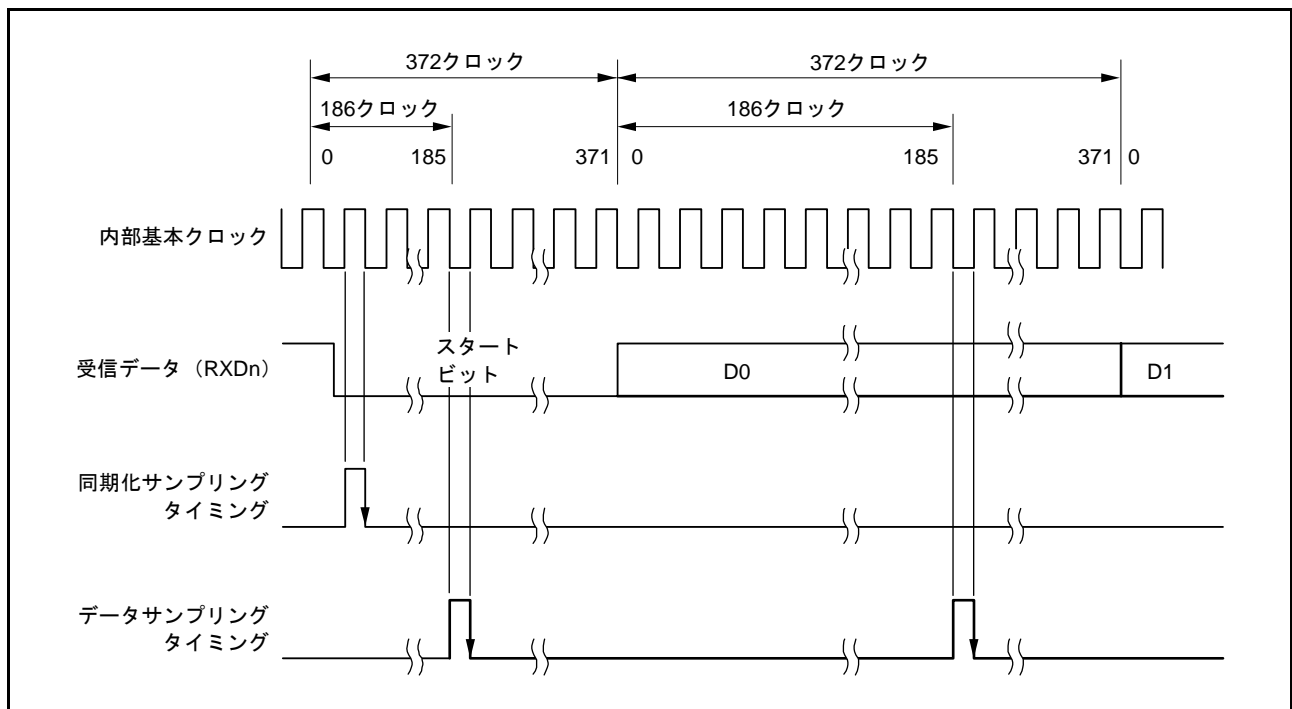 372クロック
372クロック
186クロック
186クロック
0
185
371
0
185
371
0
内部基本クロック
受信データ（RXDn）
スタート
ビット
D0
D1
同期化サンプリング
タイミング
データサンプリング
タイミング